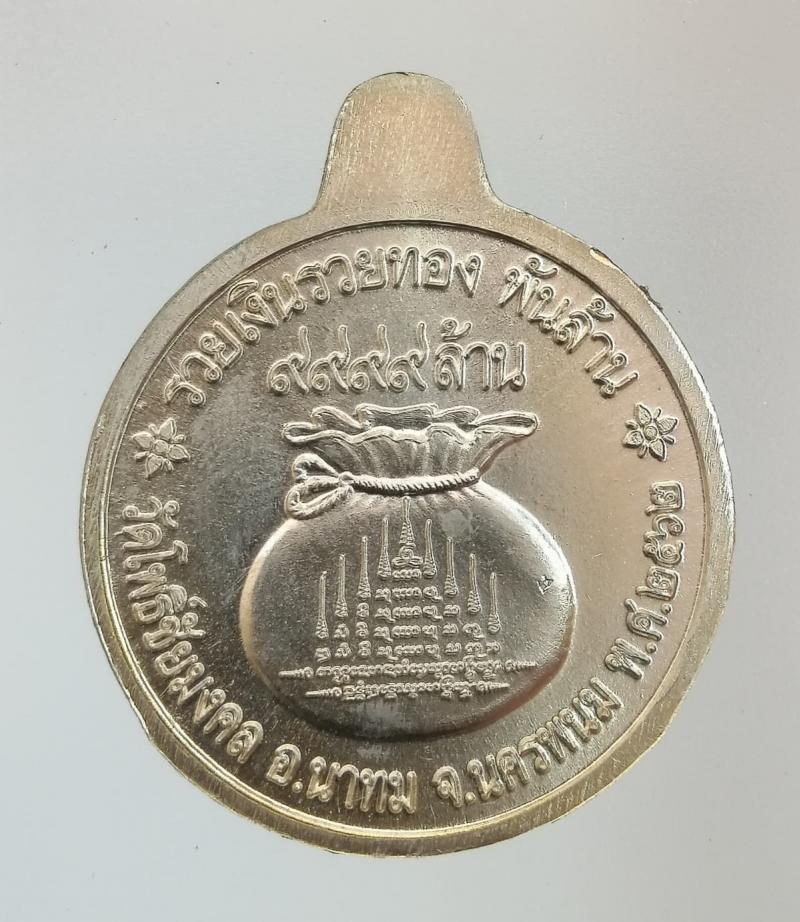 รวยเงินรวยทอง พันล้าน
๙๙๙๙ ล้าน
วัดโพธิ์ชัยมงคล อ.นาทม จ.นครพนม พ.ศ.๒๕๖๒